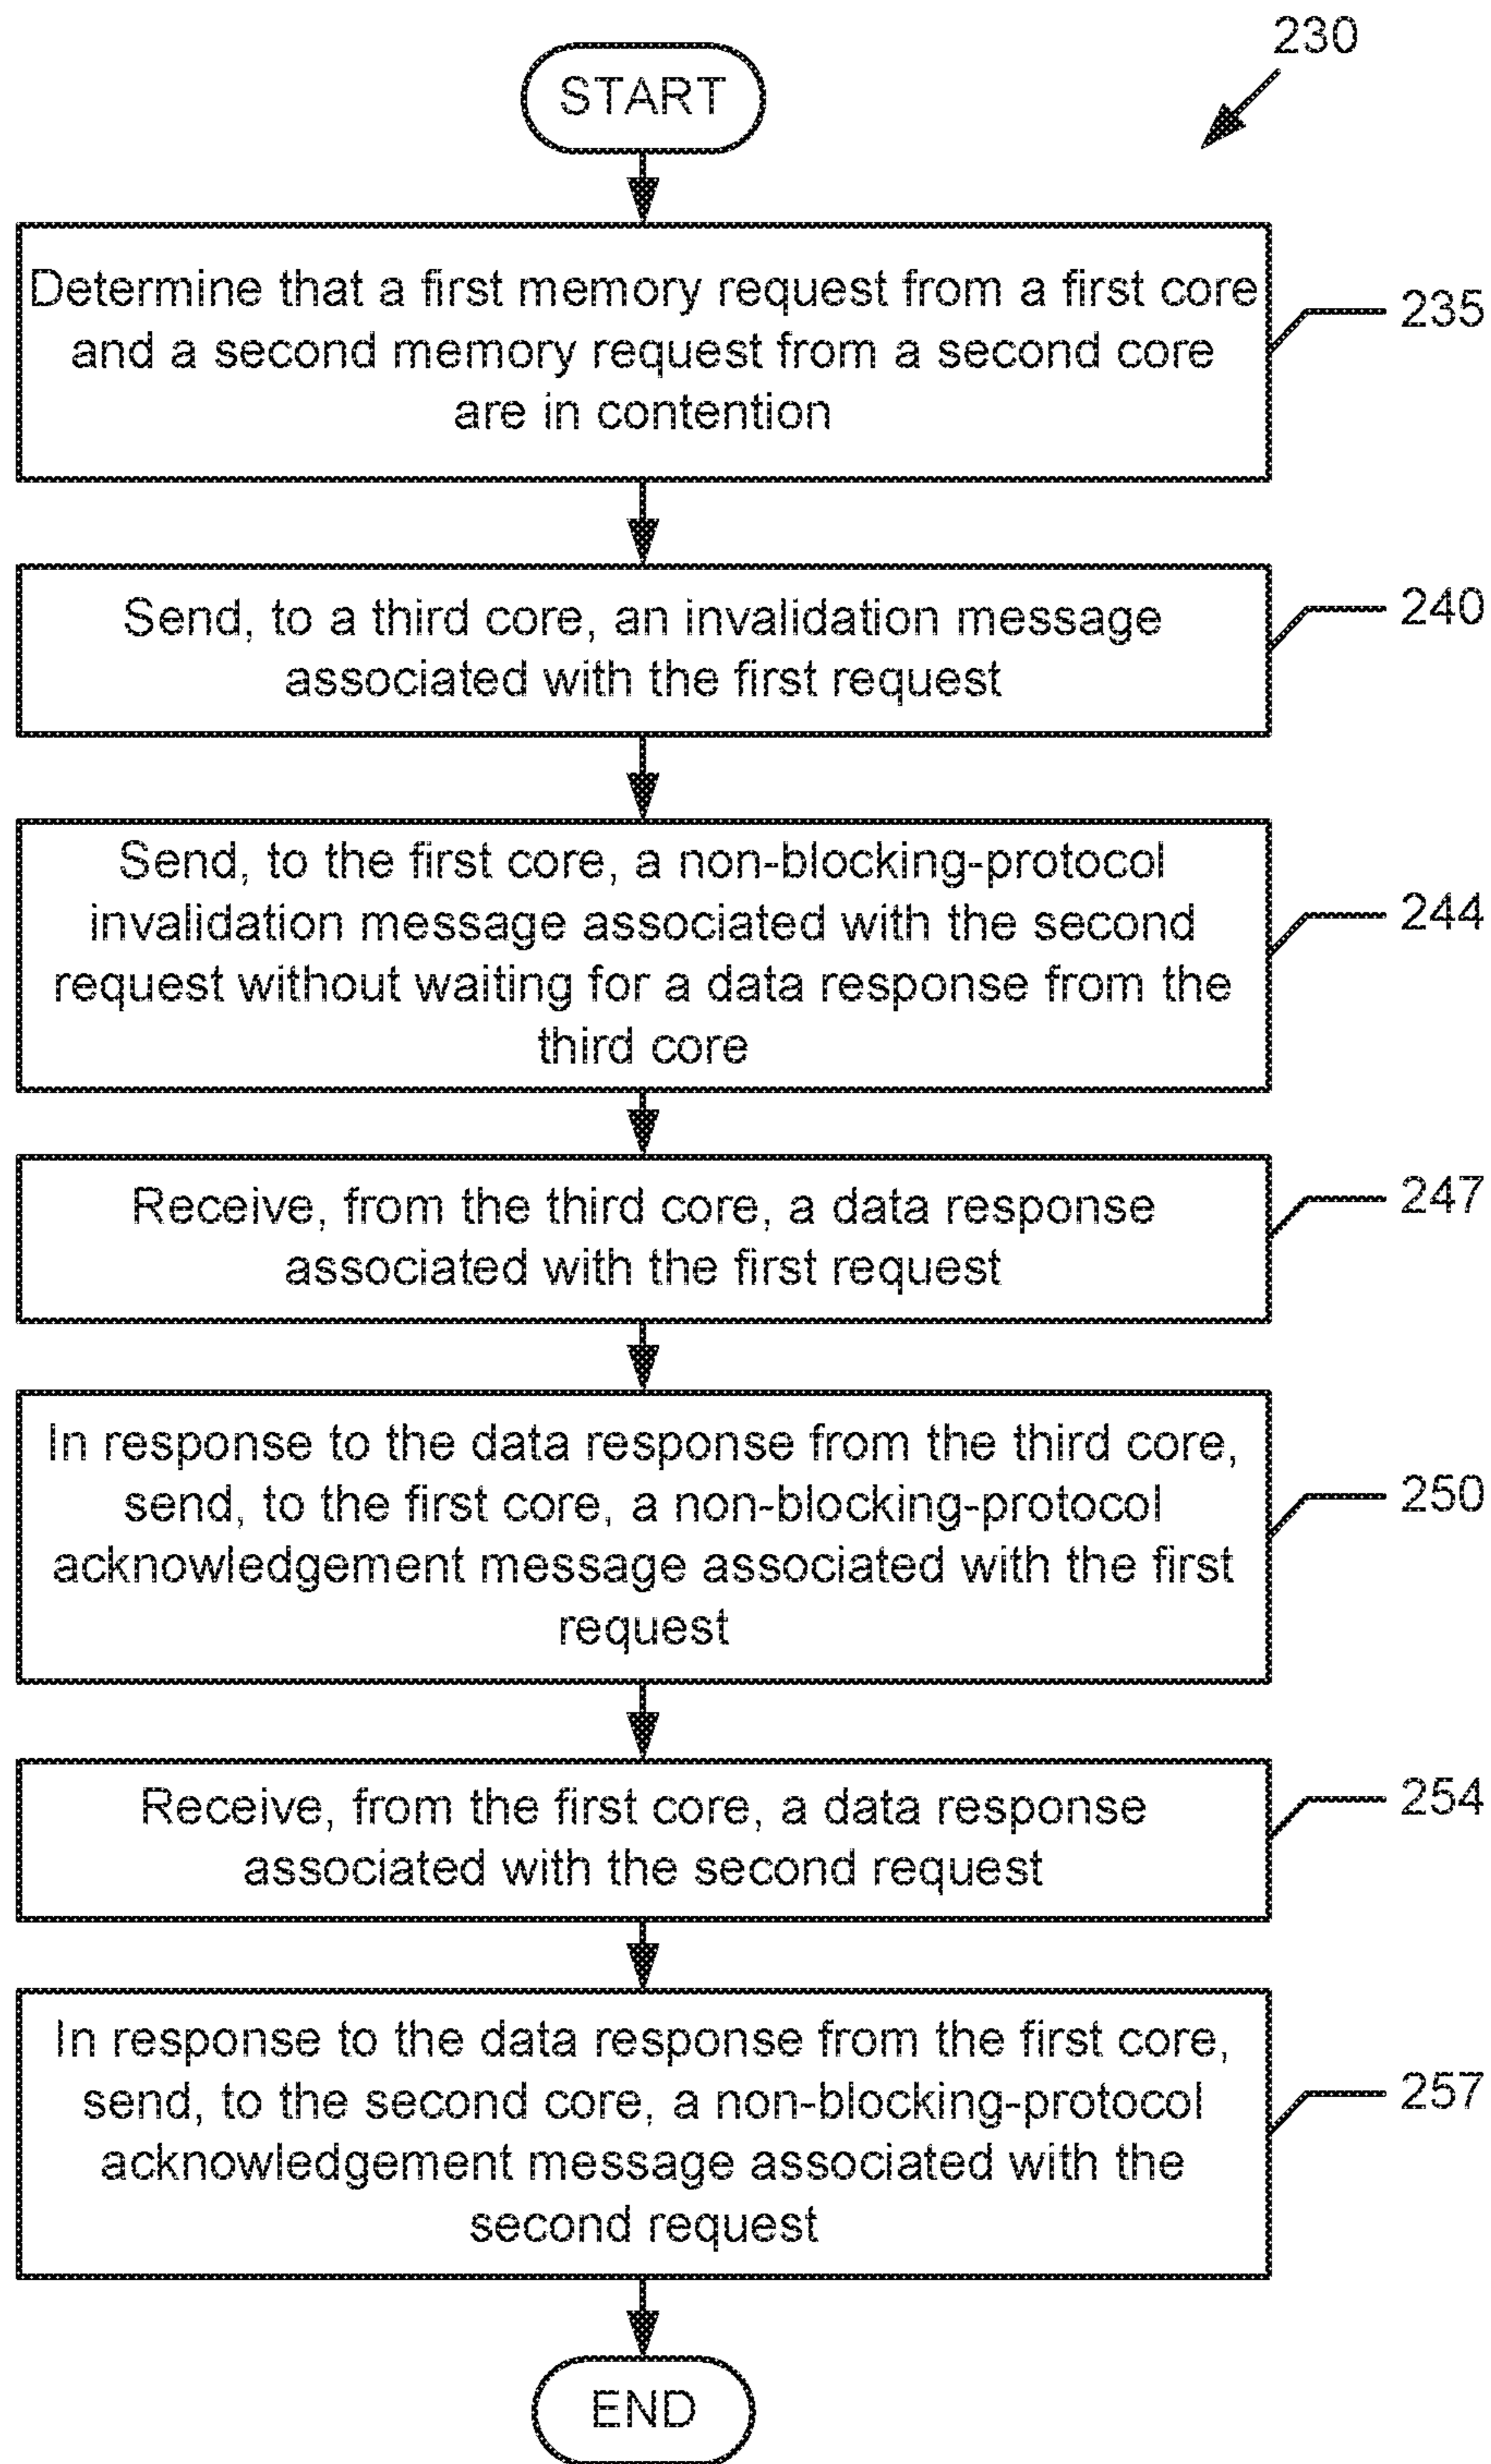 230
START
Determine that a first memory request from a first core
and a second memory request from a second core
are in contention
235
Send, to a third core, an invalidation message
associated with the first request
240
Send, to the first core, a non-blocking-protocol
invalidation message associated with the second
request without waiting for a data response from the
third core
244
Receive, from the third core, a data response
associated with the first request
247
In response to the data response from the third core,
send, to the first core, a non-blocking-protocol
acknowledgement message associated with the first
request
250
Receive, from the first core, a data response
associated with the second request
254
In response to the data response from the first core,
send, to the second core, a non-blocking-protocol
acknowledgement message associated with the
second request
257
END